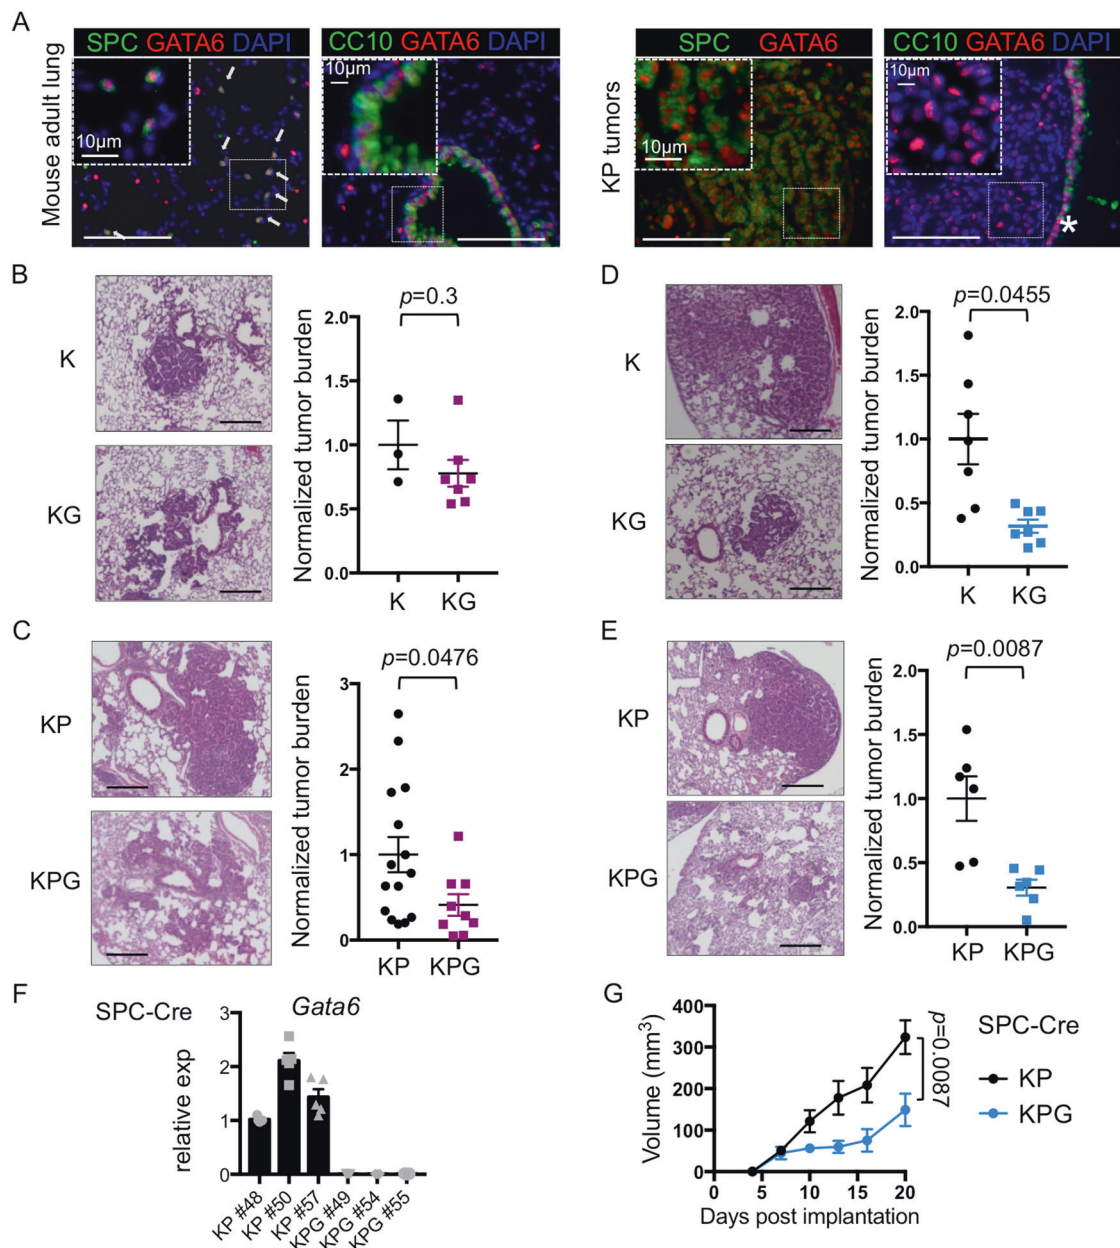 A
Mouse adult lung
SPC GATA6 DAPI
10µm
CC10 GATA6 DAPI
10µm
KP tumors
SPC GATA6
10µm
CC10 GATA6 DAPI
10µm
*
B
K
KG
Normalized tumor burden
p=0.3
2.0
1.5
1.0
0.5
0.0
K KG
D
K
KG
Normalized tumor burden
p=0.0455
2.0
1.5
1.0
0.5
0.0
K KG
C
KP
KPG
Normalized tumor burden
p=0.0476
3
2
1
0
KP KPG
E
KP
KPG
Normalized tumor burden
p=0.0087
2.0
1.5
1.0
0.5
0.0
KP KPG
F
SPC-Cre
Gata6
relative exp
3
2
1
0
KP #48
KP #50
KP #57
KPG #49
KPG #54
KPG #55
G
Volume (mm³)
400
300
200
100
0
0 5 10 15 20
Days post implantation
p=0.0087
SPC-Cre
KP
KPG